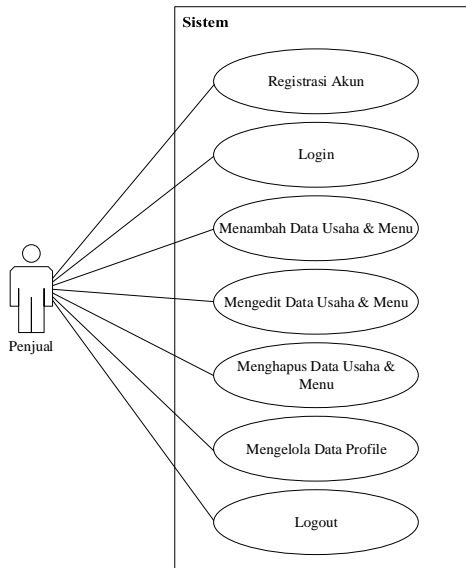 Sistem
Registrasi Akun
Login
Menambah Data Usaha & Menu
Mengedit Data Usaha & Menu
Menghapus Data Usaha &
Menu
Mengelola Data Profile
Logout
Penjual